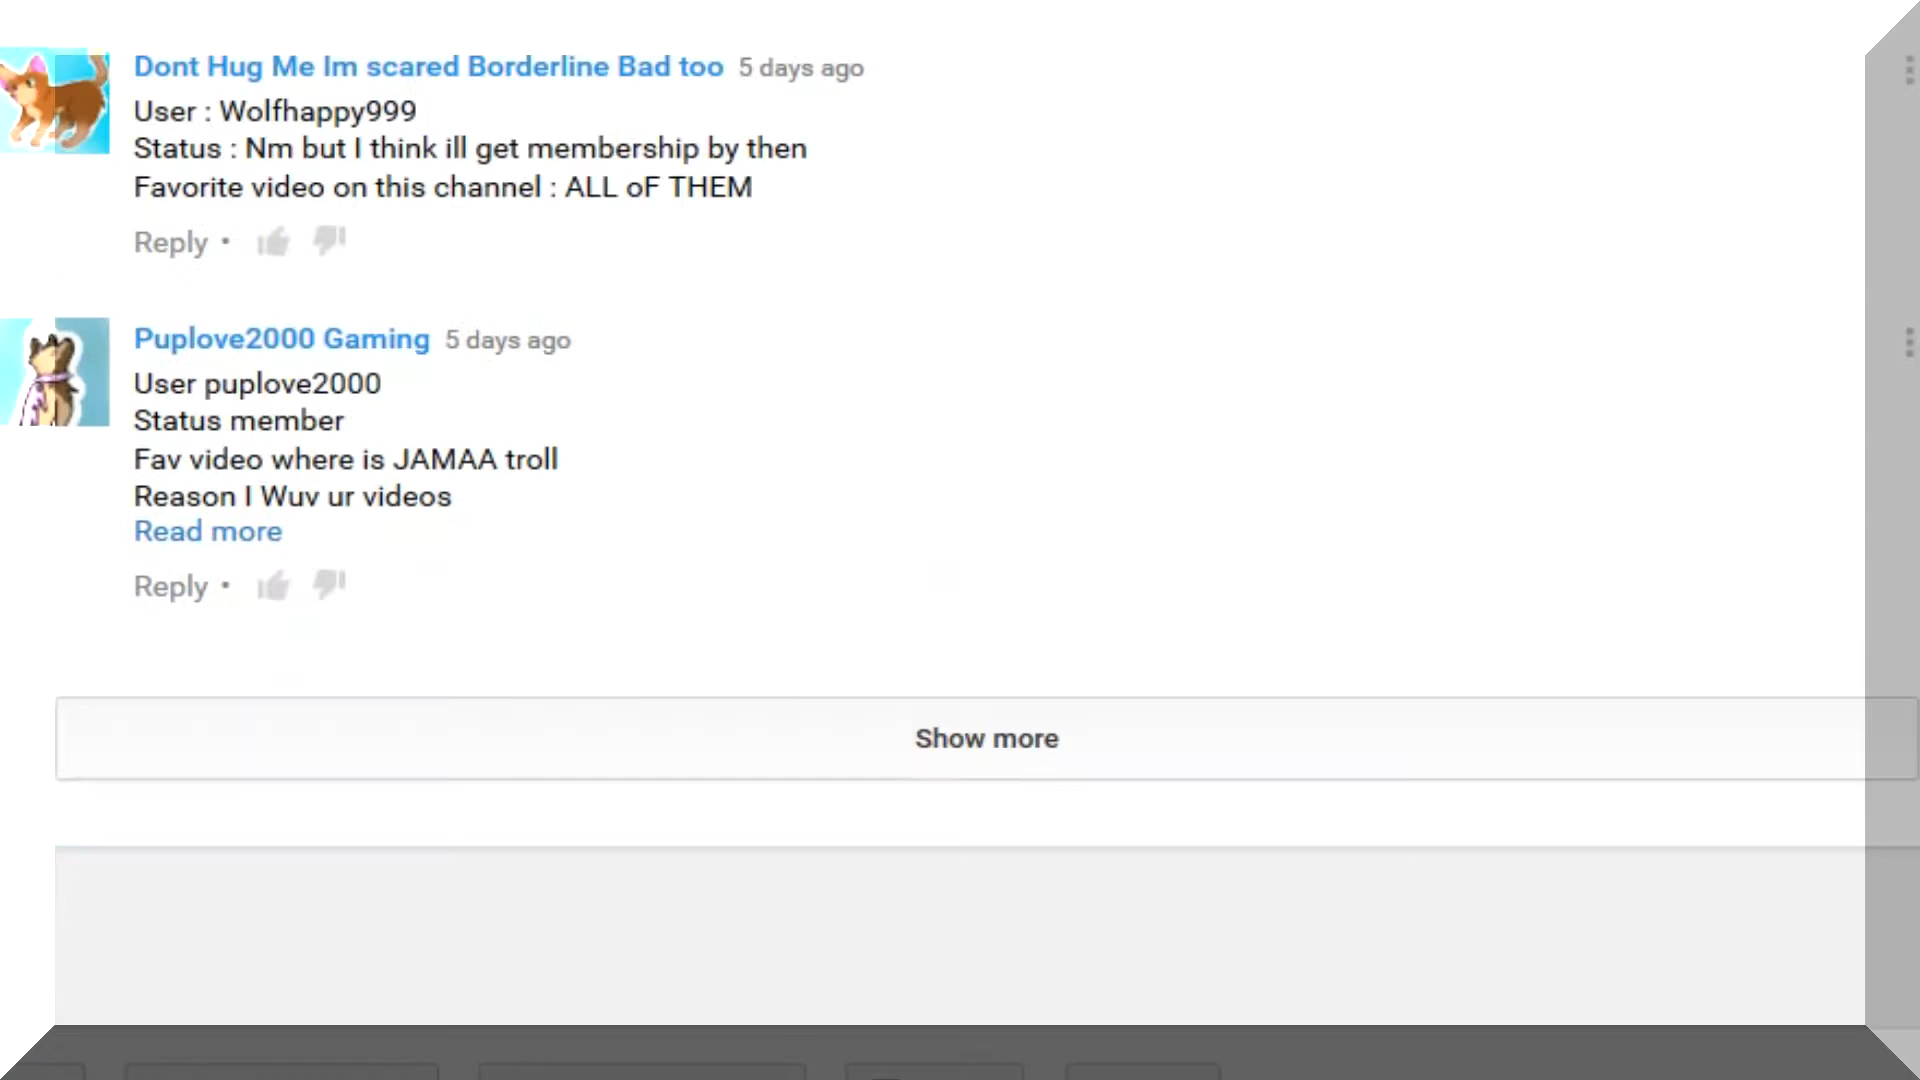 Dont Hug Me Im scared Borderline Bad too 5 days ago
User : Wolfhappy999
Status : Nm but I think ill get membership by then
Favorite video on this channel : ALL oF THEM
Reply •
Puplove2000 Gaming 5 days ago
User puplove2000
Status member
Fav video where is JAMAA troll
Reason I Wuv ur videos
Read more
Reply •
Show more